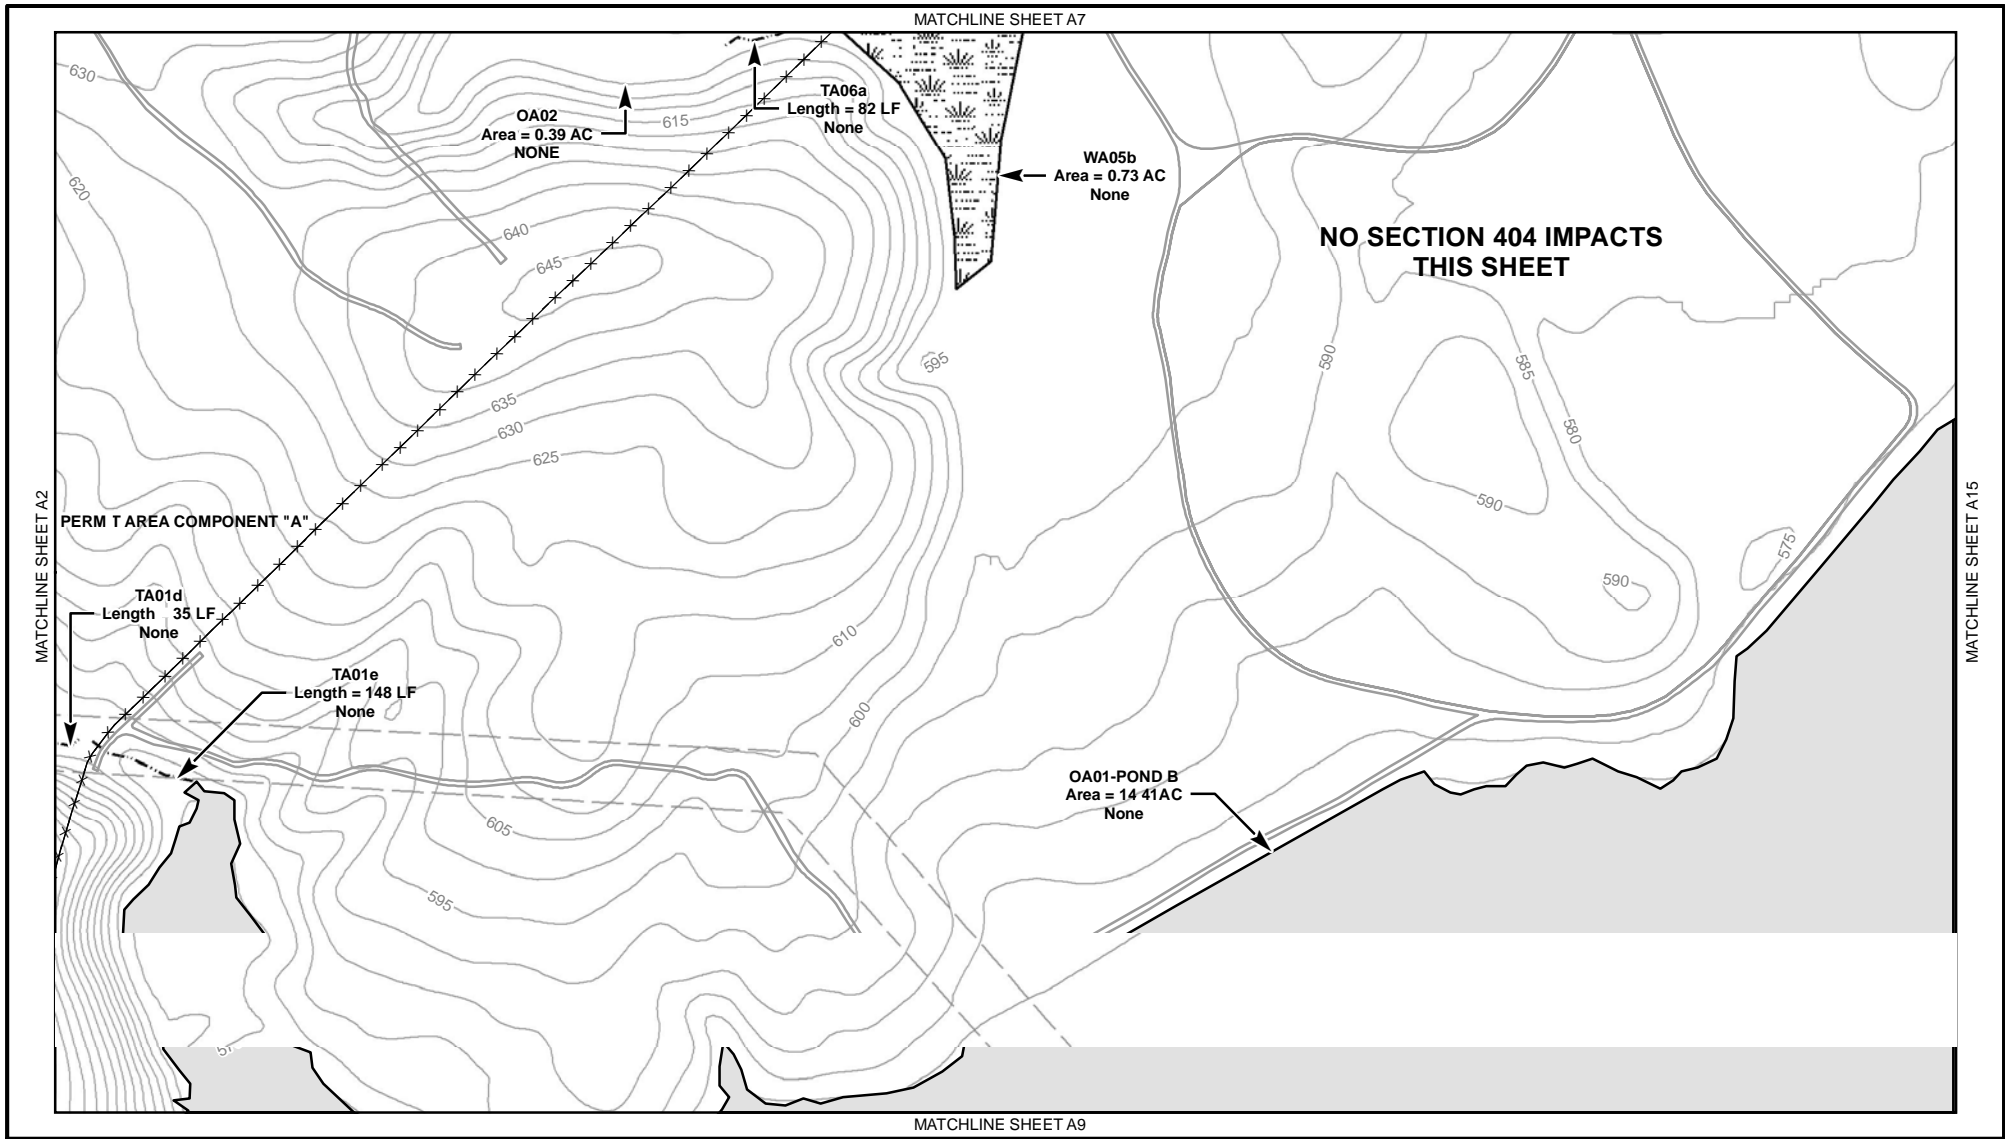 MATCHLINE SHEET A7
630
TA06a
Length = 82 LF
None
OA02
Area = 0.39 AC
NONE
615
WA05b
Area = 0.73 AC
None
620
640
645
NO SECTION 404 IMPACTS
THIS SHEET
595
590
585
635
630
580
625
590
MATCHLINE SHEET A2
PERM T AREA COMPONENT "A"
MATCHLINE SHEET A15
575
590
TA01d
Length 35 LF
None
610
TA01e
Length = 148 LF
None
600
OA01-POND B
Area = 14 41AC
None
605
595
MATCHLINE SHEET A9